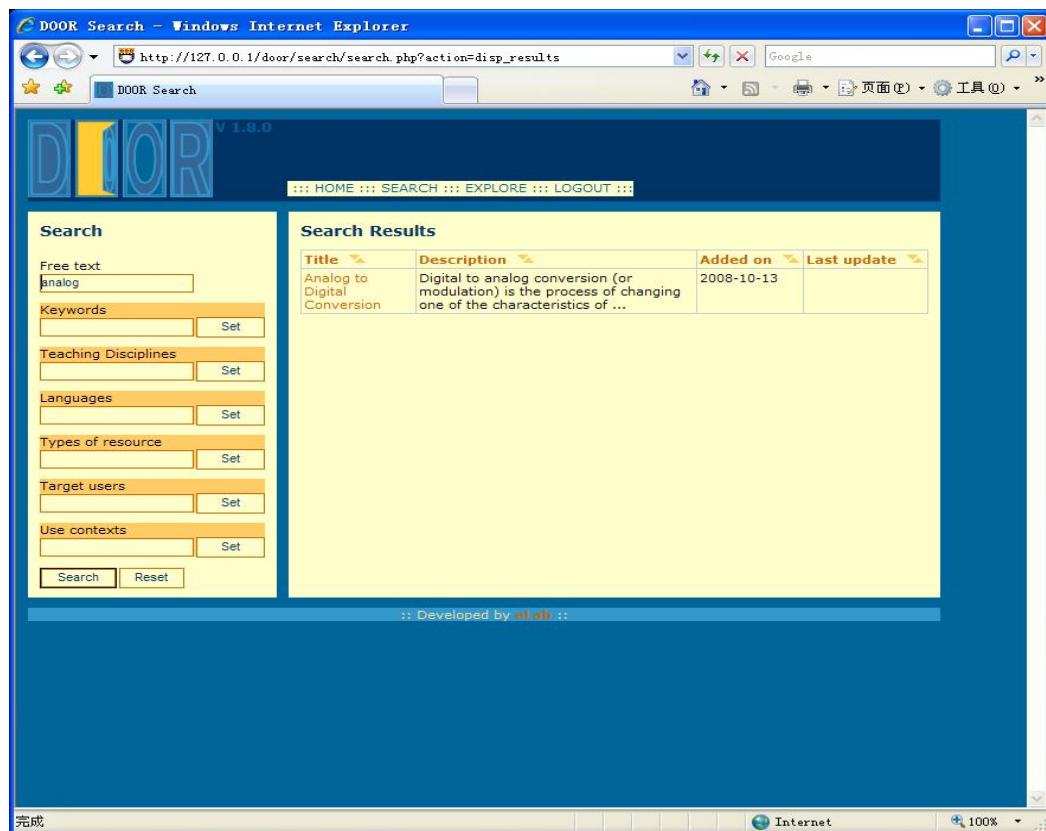 DOOR Search - Windows Internet Explorer
http://127.0.0.1/door/search/search.php?action=disp_results
Google
DOOR Search
页面(P)
工具(O)
»
DOOR
V 1.8.0
::: HOME ::: SEARCH ::: EXPLORE ::: LOGOUT :::
Search
Free text
analog
Keywords
Set
Teaching Disciplines
Set
Languages
Set
Types of resource
Set
Target users
Set
Use contexts
Set
Search Reset
Search Results
Title Description Added on Last update
Analog to Digital to analog conversion (or 2008-10-13
Digital modulation) is the process of changing
Conversion one of the characteristics of ...
:: Developed by eLab ::
完成
Internet
100%